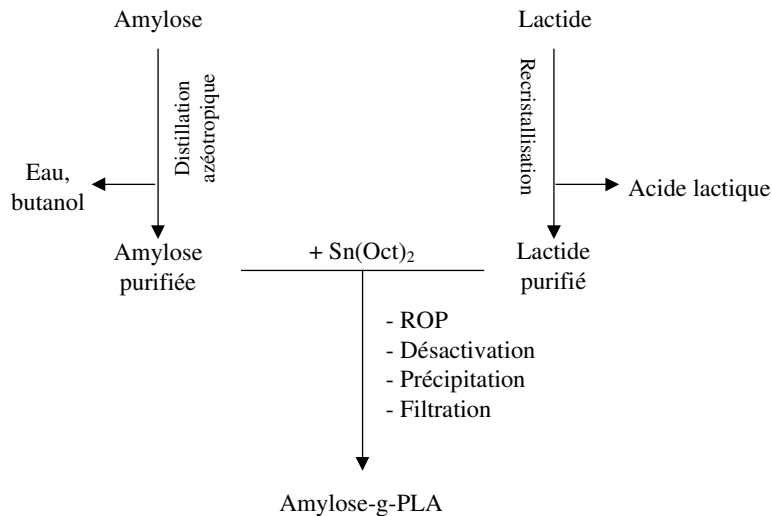 Amylose
Lactide
Distillation
azéotropique
Recristallisation
Eau,
butanol
Acide lactique
Amylose
purifiée
+ Sn(Oct)2
Lactide
purifié
- ROP
- Désactivation
- Précipitation
- Filtration
Amylose-g-PLA